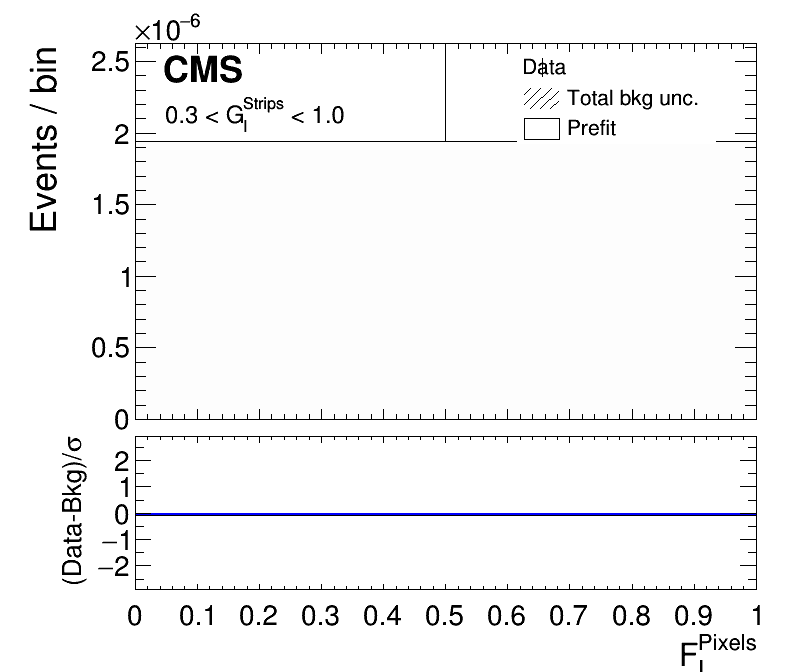 ×10⁻⁶
Events / bin
2.5
2
1.5
1
0.5
0
CMS
0.3 < G_I^Strips < 1.0
Data
Total bkg unc.
Prefit
(Data-Bkg)/σ
2
1
0
−1
−2
0 0.1 0.2 0.3 0.4 0.5 0.6 0.7 0.8 0.9 1
F_I^Pixels